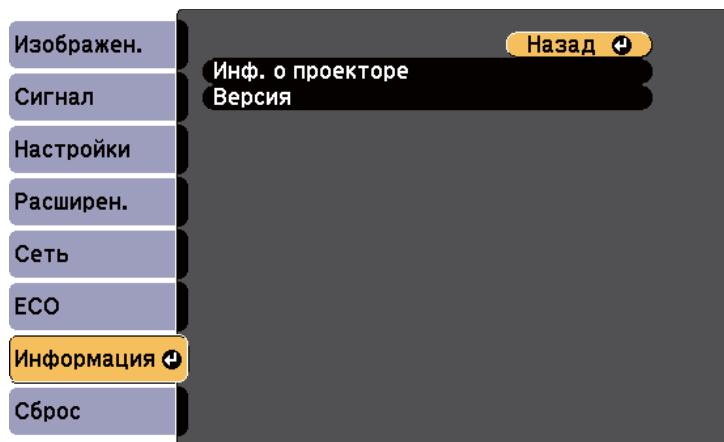 Изображен.
Сигнал
Настройки
Расширен.
Сеть
ECO
Информация
Сброс
Назад
Инф. о проекторе
Версия